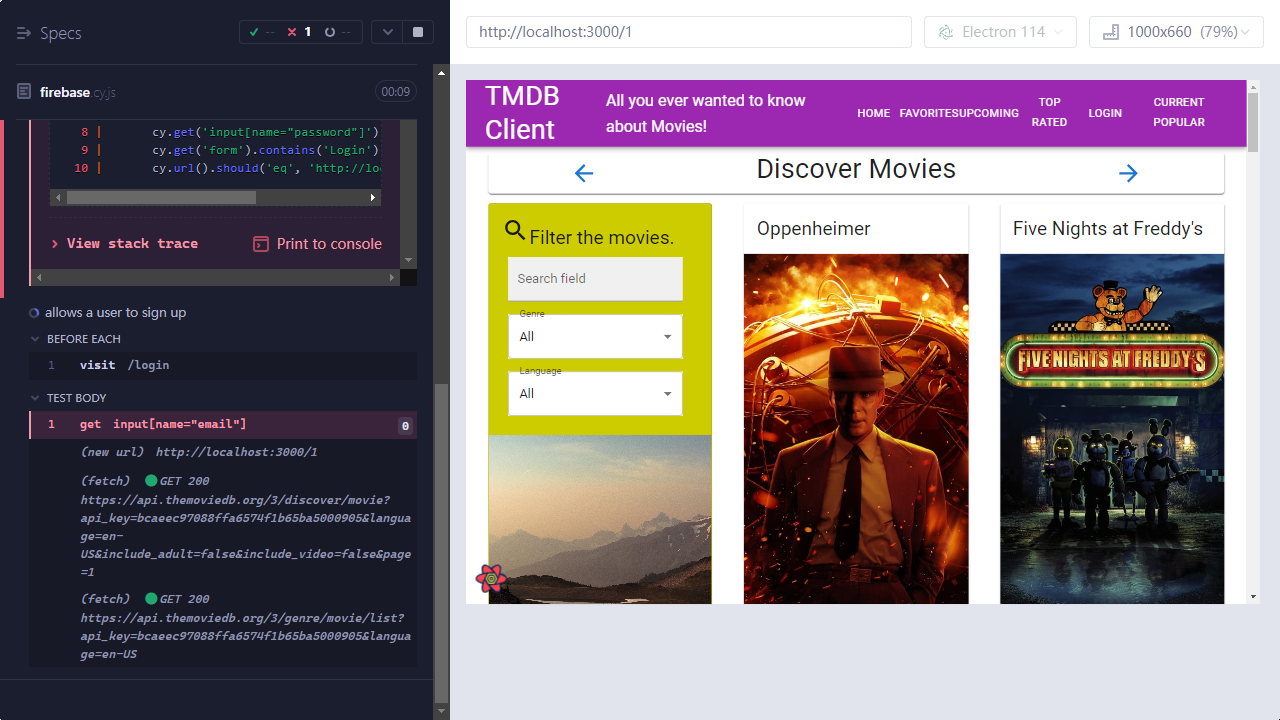 Specs
-- 1 --
firebase.cy.js
00:09
8 | cy.get('input[name="password"]')
9 | cy.get('form').contains('Login')
10 | cy.url().should('eq', 'http://lo
View stack trace
Print to console
allows a user to sign up
BEFORE EACH
1 visit /login
TEST BODY
1 get input[name="email"] 0
(new url) http://localhost:3000/1
(fetch) GET 200
https://api.themoviedb.org/3/discover/movie?
api_key=bcaeec97088ffa6574f1b65ba5000905&langua
ge=en-
US&include_adult=false&include_video=false&page
=1
(fetch) GET 200
https://api.themoviedb.org/3/genre/movie/list?
api_key=bcaeec97088ffa6574f1b65ba5000905&langua
ge=en-US
http://localhost:3000/1
Electron 114
1000x660 (79%)
TMDB
Client
All you ever wanted to know
about Movies!
HOME
FAVORITES
UPCOMING
TOP
RATED
LOGIN
CURRENT
POPULAR
Discover Movies
Filter the movies.
Search field
Genre
All
Language
All
Oppenheimer
Five Nights at Freddy's
FIVE NIGHTS AT FREDDY'S